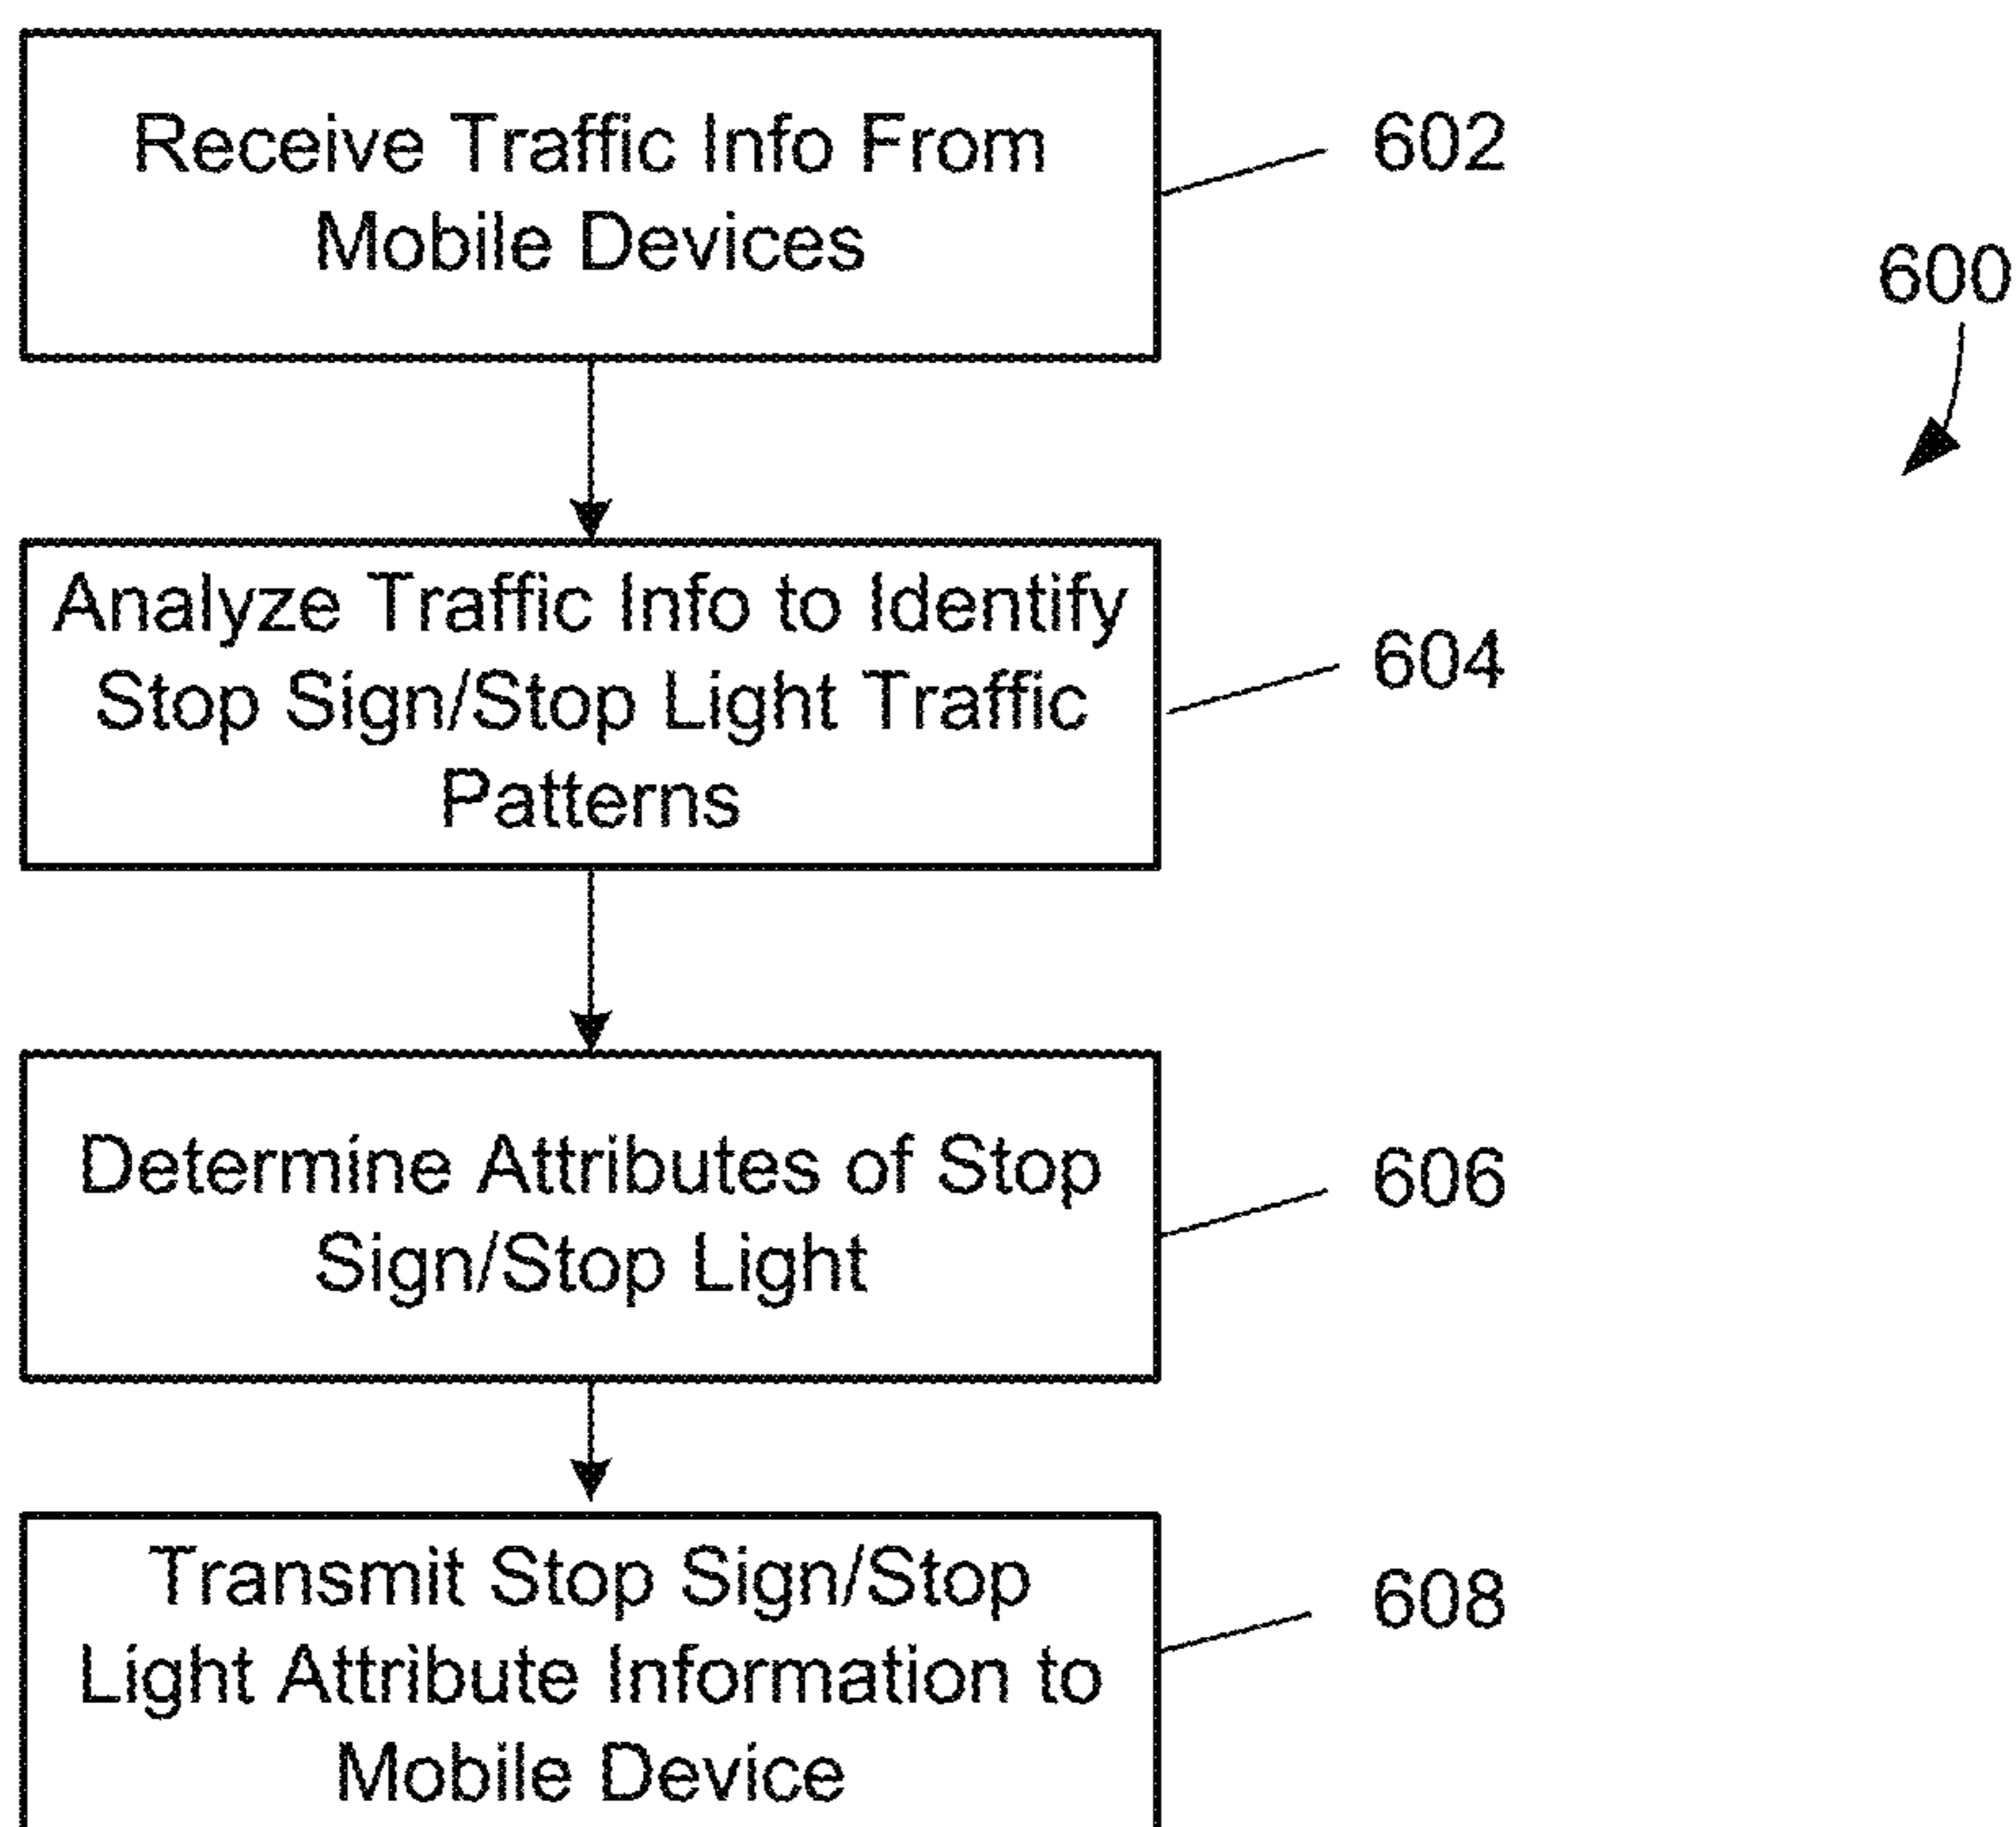 Receive Traffic Info From
Mobile Devices
602
600
Analyze Traffic Info to Identify
Stop Sign/Stop Light Traffic
Patterns
604
Determine Attributes of Stop
Sign/Stop Light
606
Transmit Stop Sign/Stop
Light Attribute Information to
Mobile Device
608